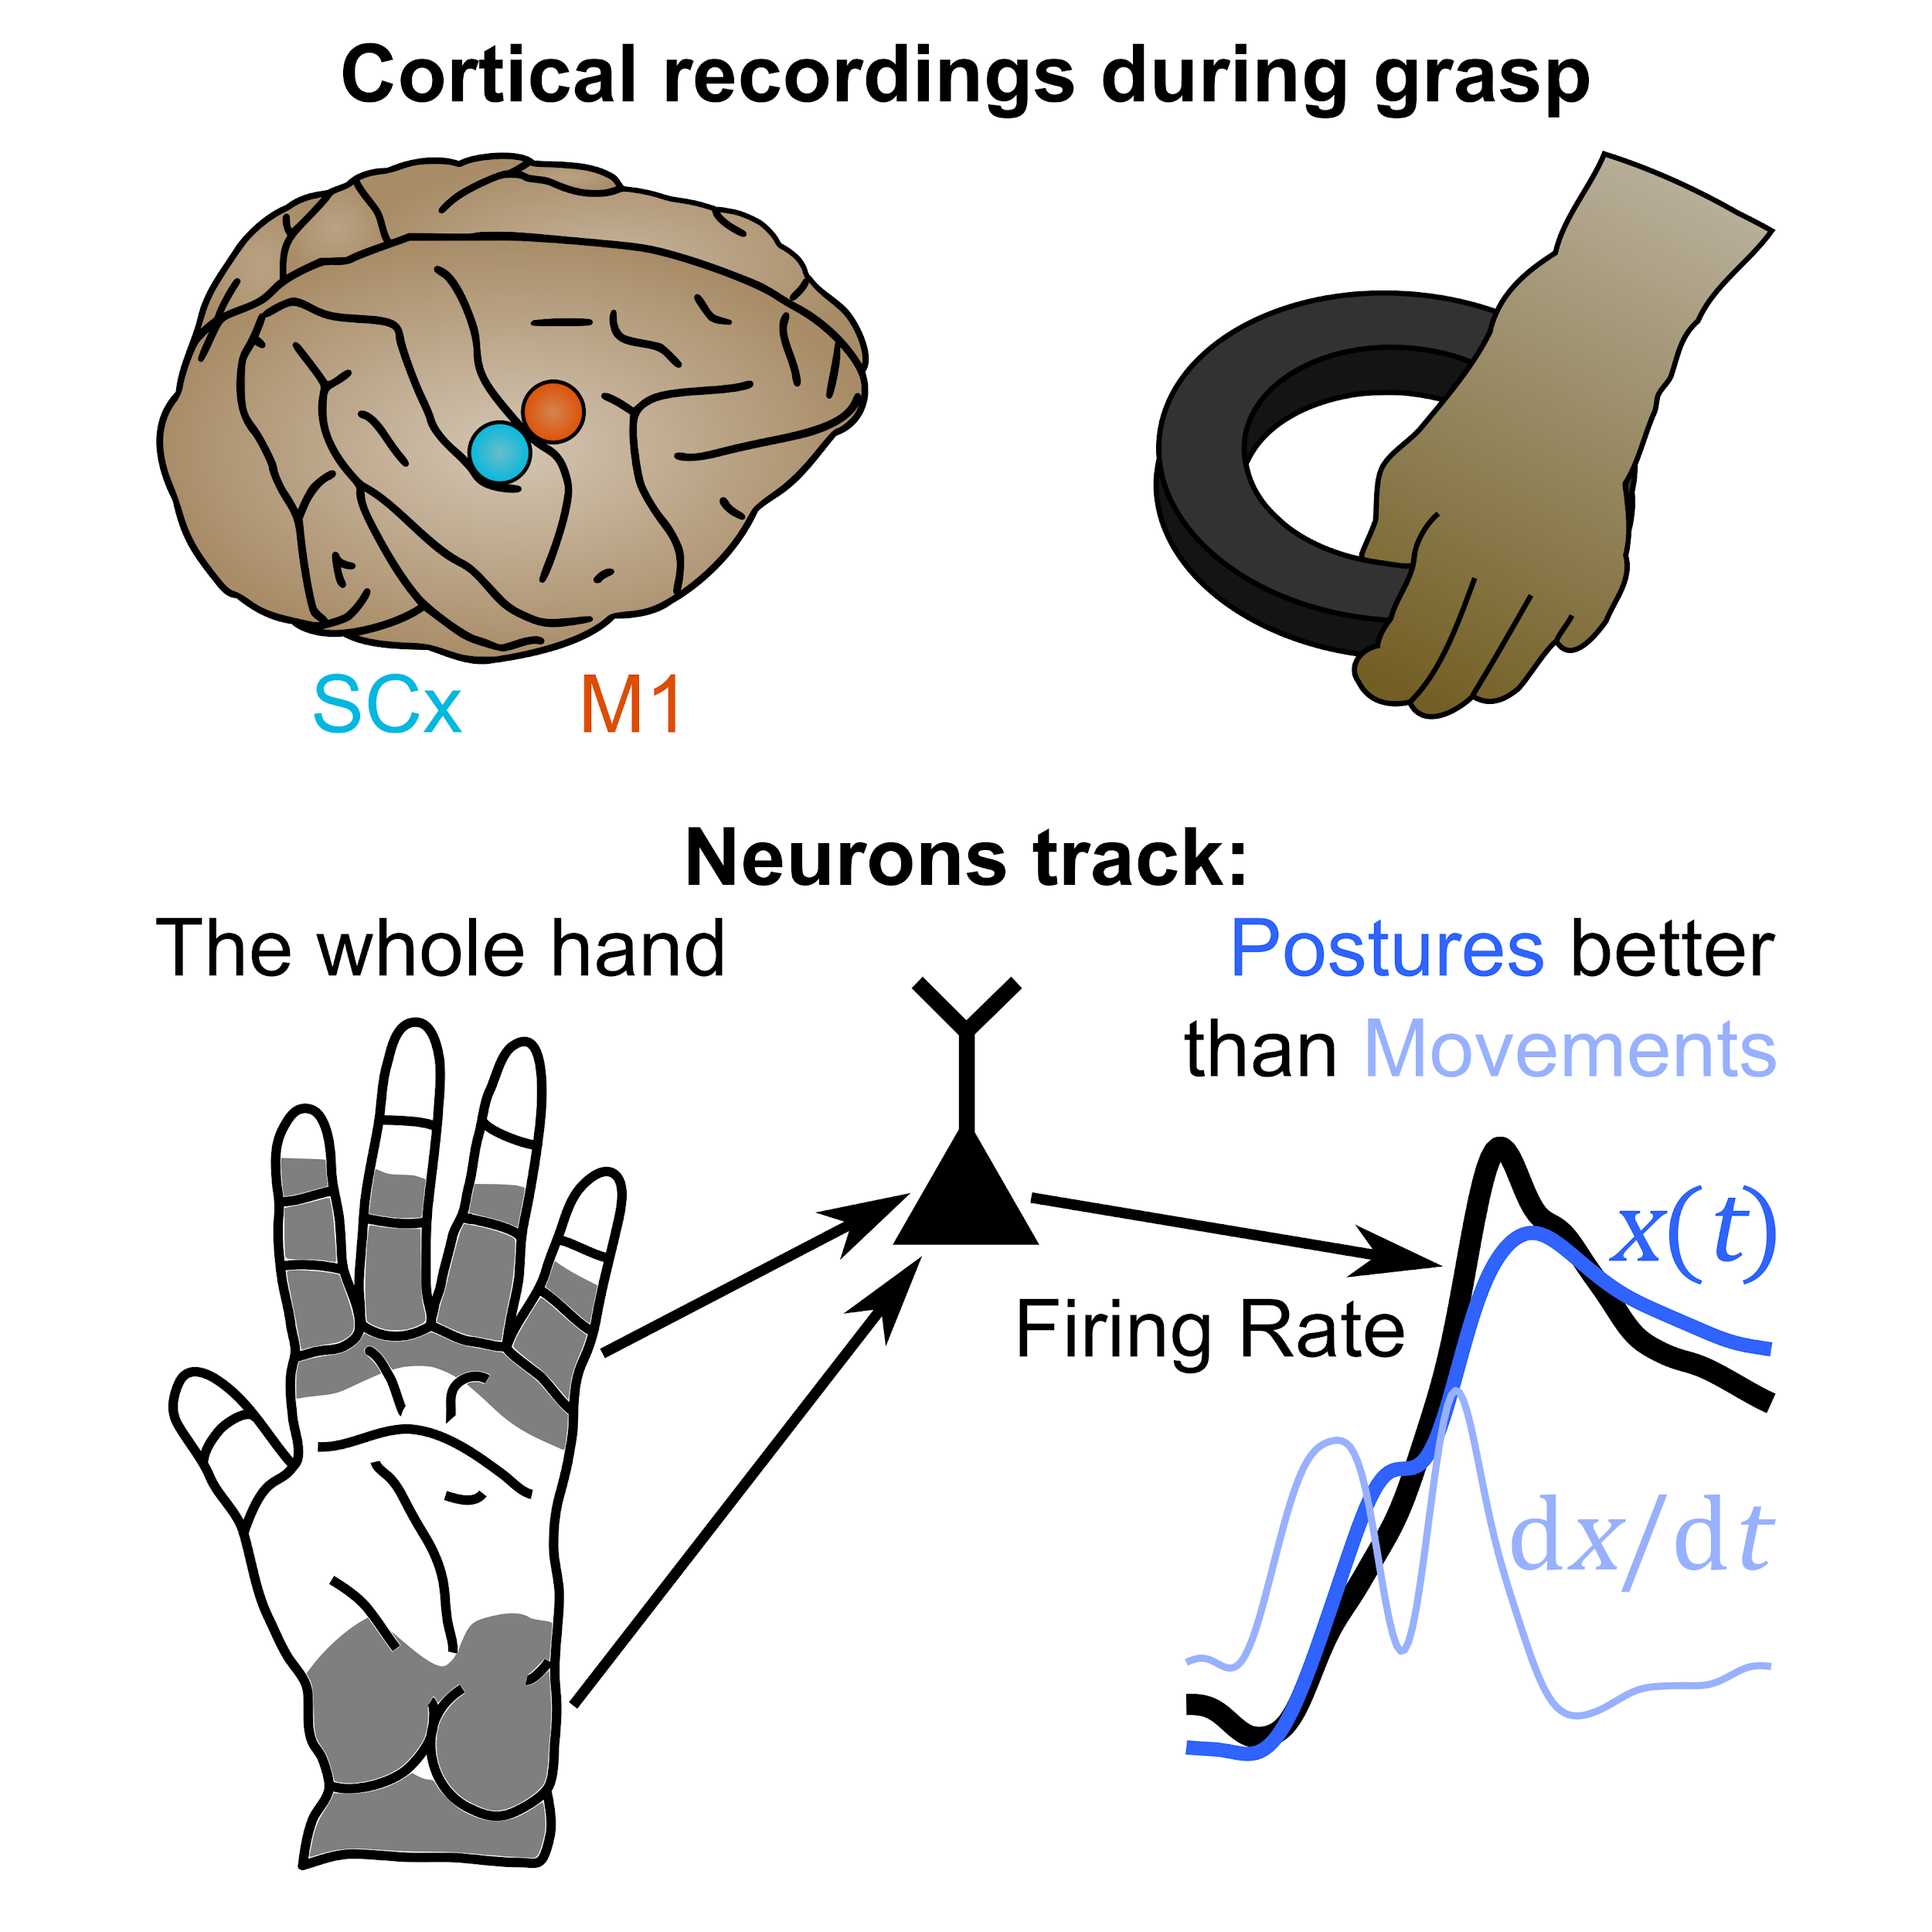 Cortical recordings during grasp
SCx M1
Neurons track:
The whole hand
Postures better
than Movements
x(t)
Firing Rate
dx/dt